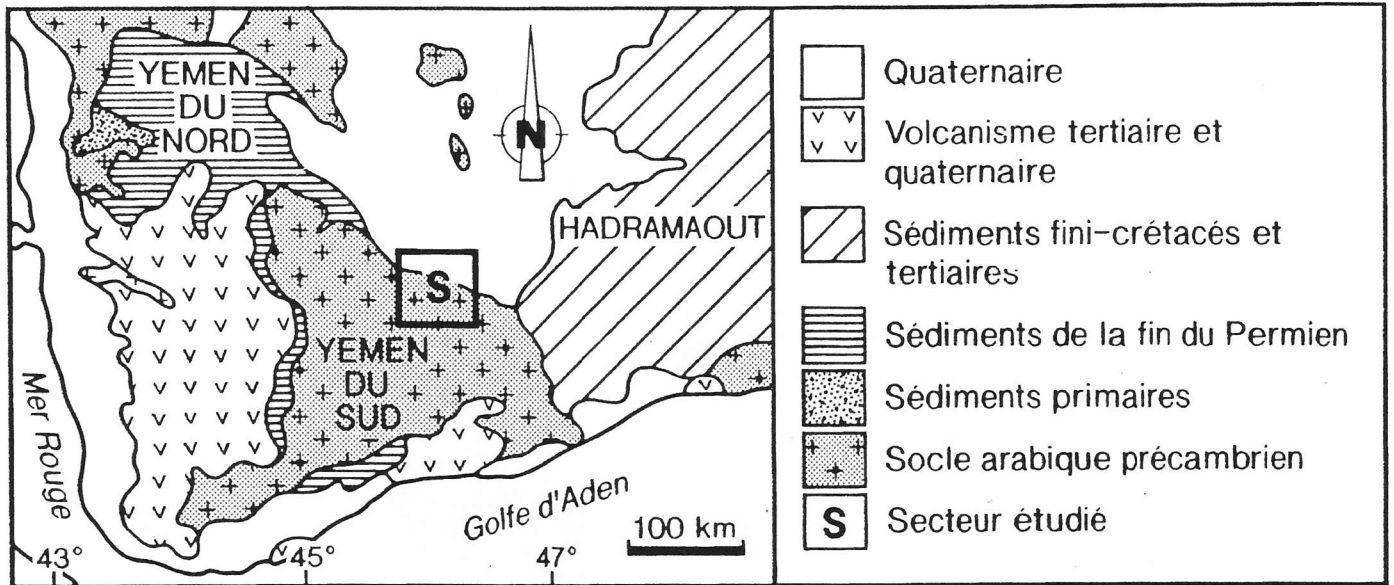 YEMEN
DU
NORD
N
HADRAMAOUT
S
YEMEN
DU
SUD
Mer Rouge
Golfe d'Aden
100 km
43°
45°
47°
Quaternaire
Volcanisme tertiaire et
quaternaire
Sédiments fini-crétacés et
tertiaires
Sédiments de la fin du Permien
Sédiments primaires
Socle arabique précambrien
S
Secteur étudié